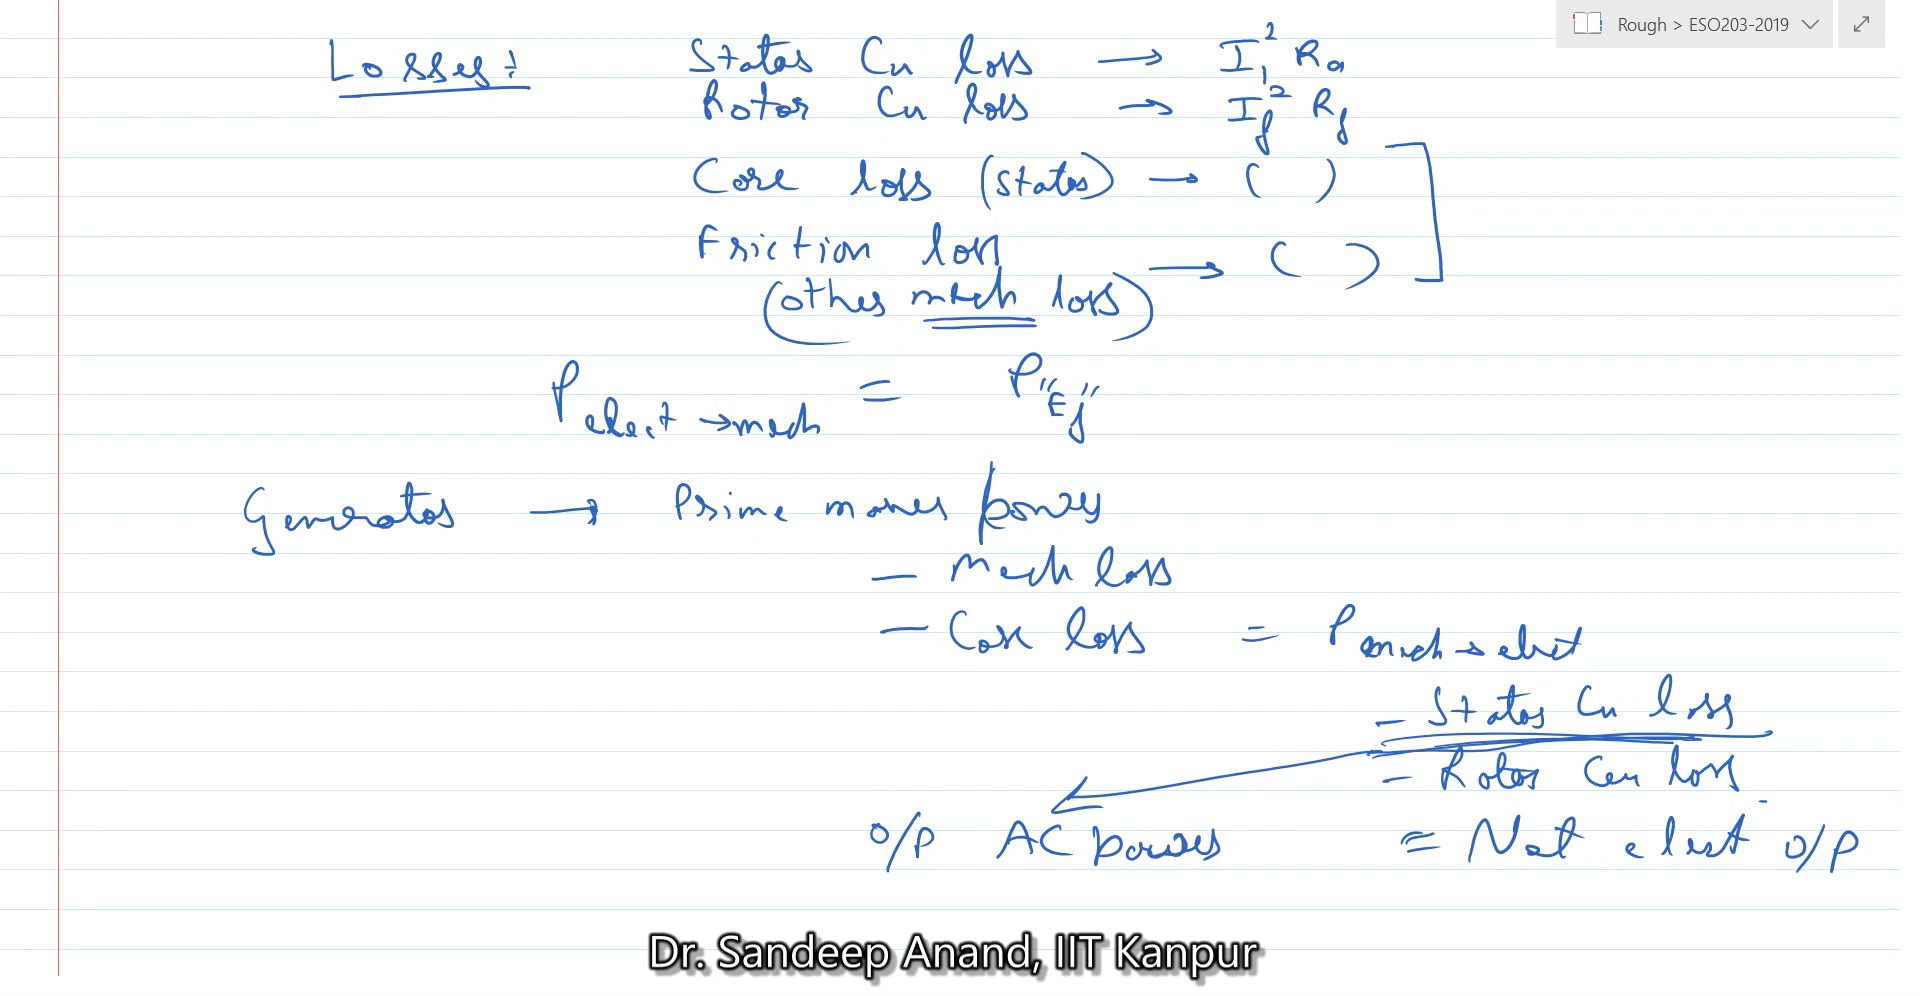 Rough > ESO203-2019
Losses :
Stator Cu loss → I₁² Ra
Rotor Cu loss → If² Rf
Core loss (stator) → ( )
Friction loss
(other mech loss) → ( )
P elect → mech = P "Ef"
Generator → Prime mover power
- Mech loss
- Core loss = P mech → elect
- Stator Cu loss
- Rotor Cu loss
O/P AC power = Net elect O/P
Dr. Sandeep Anand, IIT Kanpur